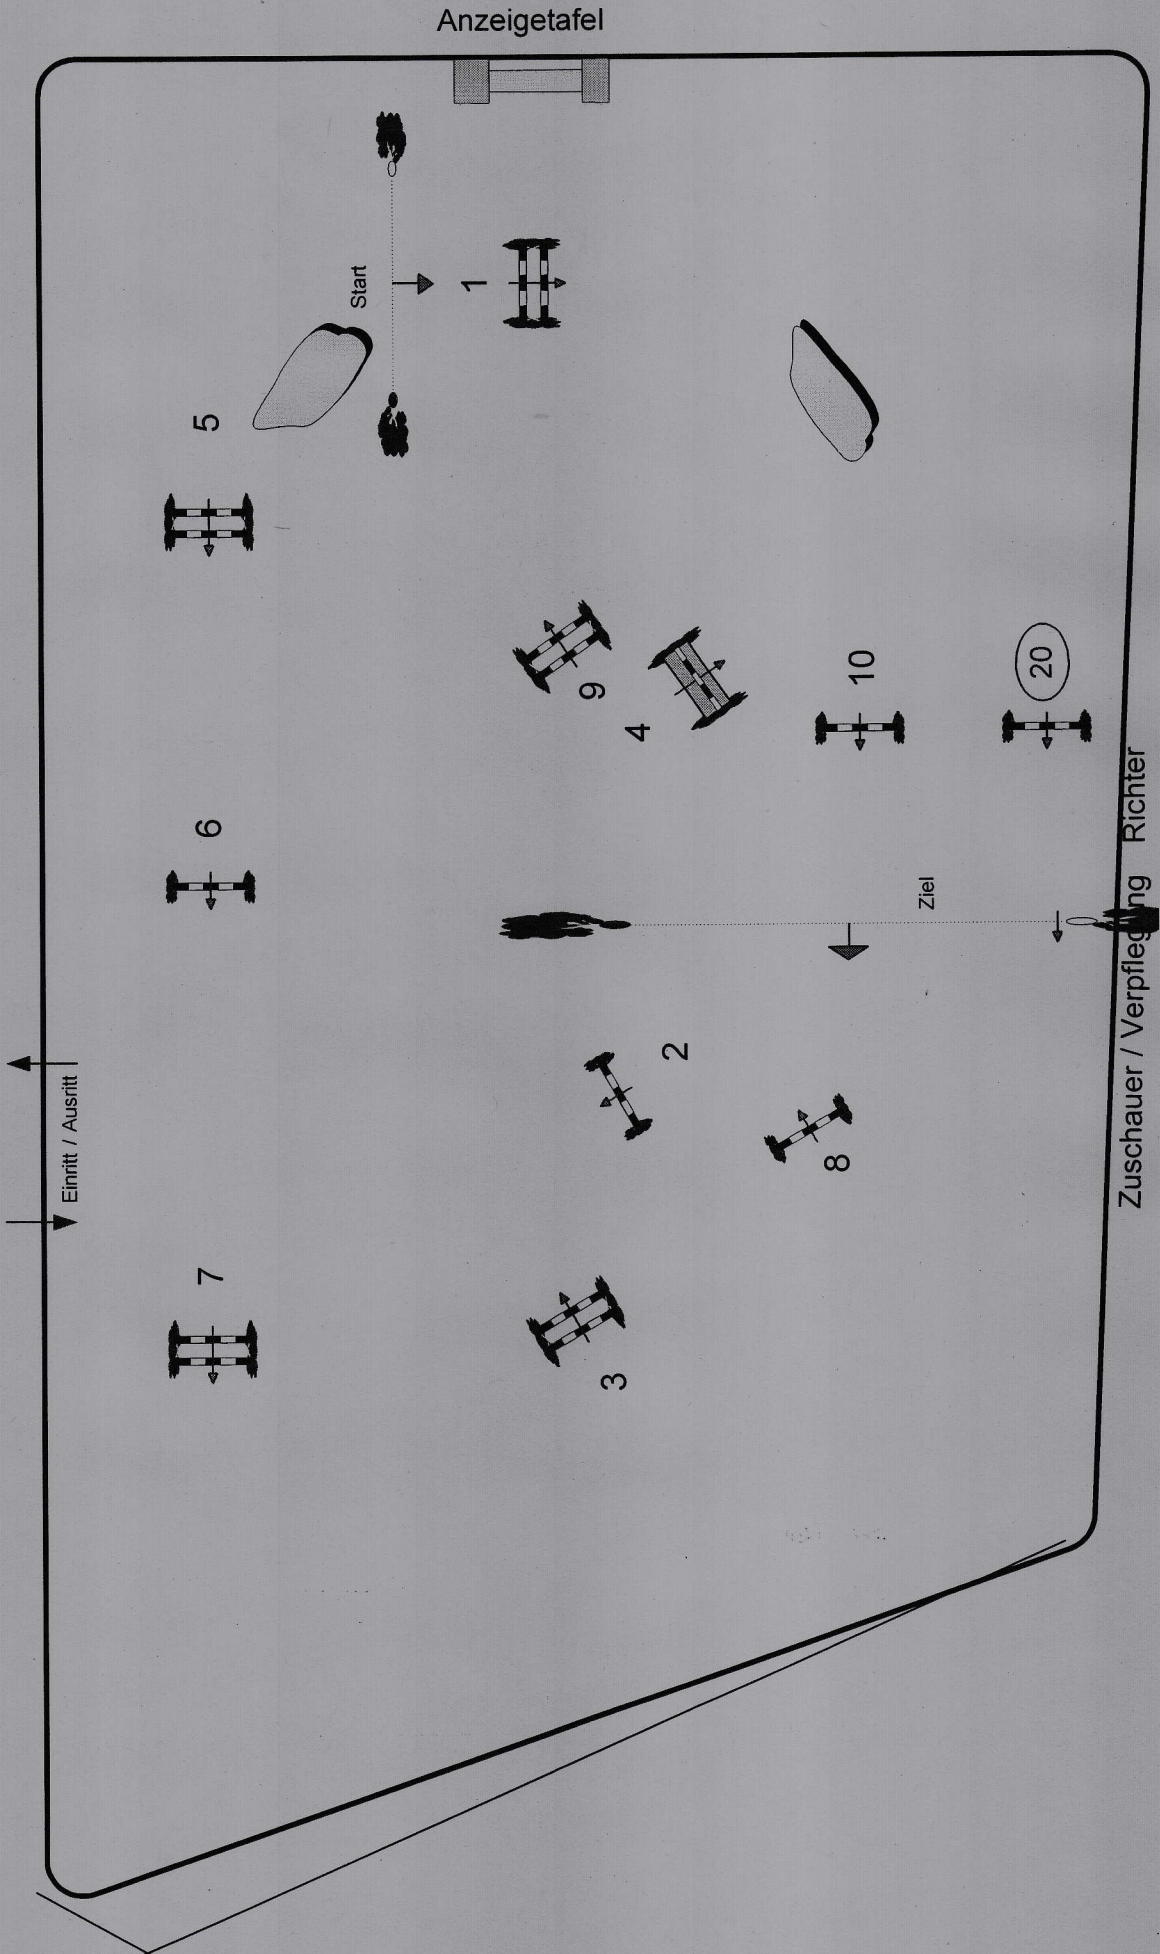 Anzeigetafel
Start
1
5
9
4
10
20
6
Ziel
2
8
Einritt / Ausritt
7
3
Zuschauer / Verpflegung Richter